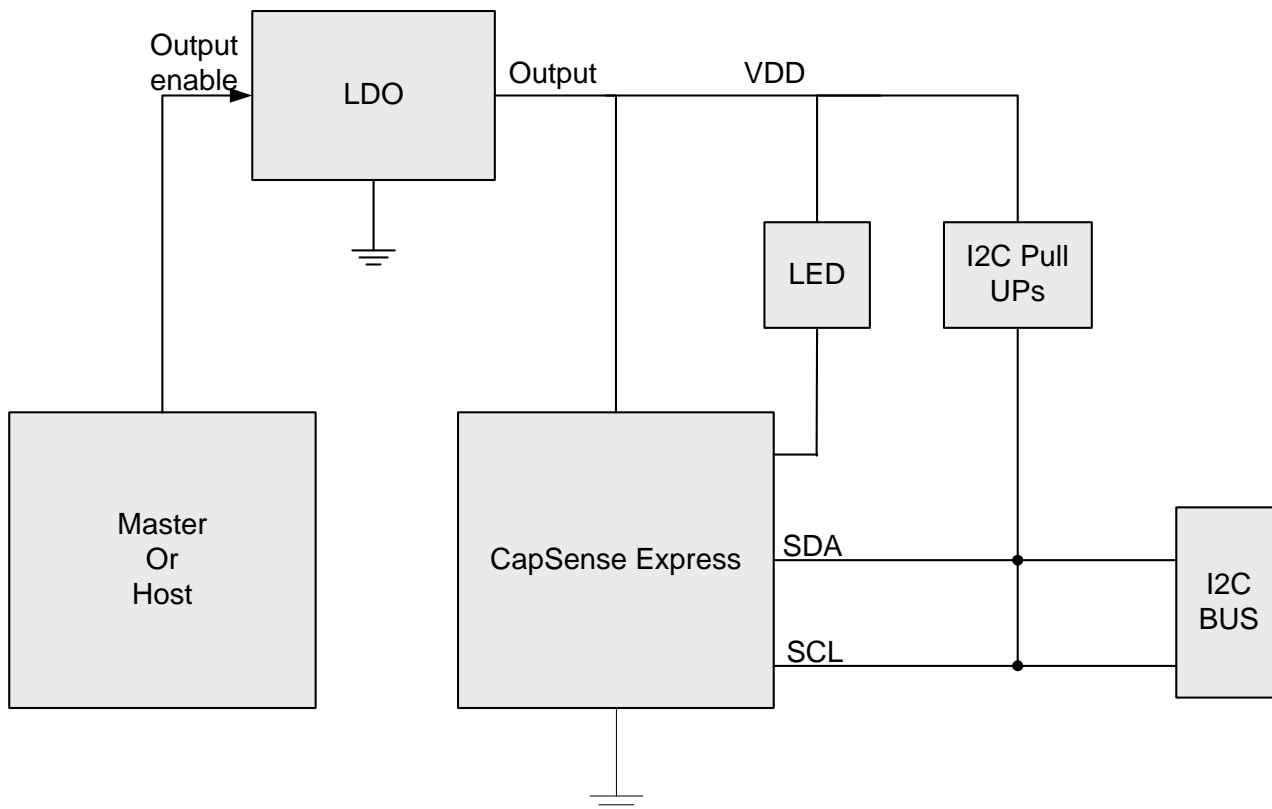 Output
enable
LDO
Output
VDD
LED
I2C Pull
UPs
Master
Or
Host
CapSense Express
SDA
SCL
I2C
BUS